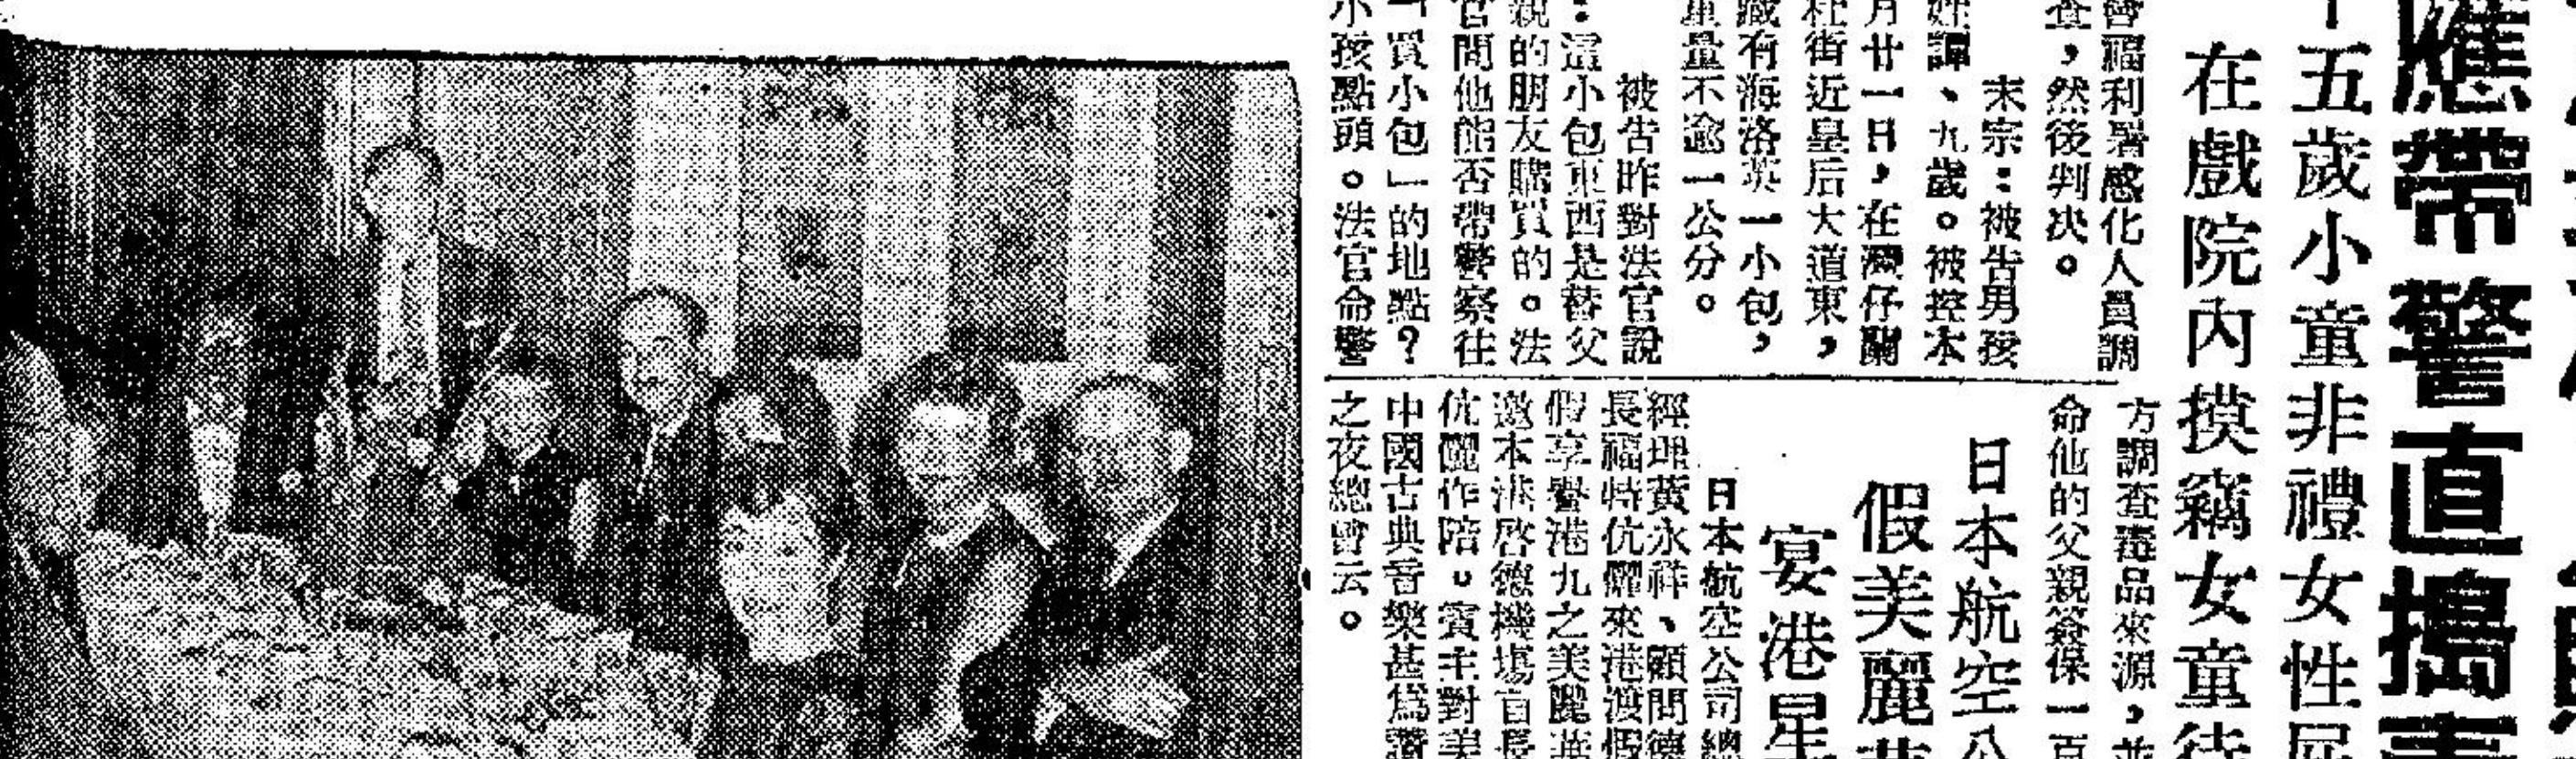 應帶警直搗毒
十五歲小童非禮女性屁
在戲院內摸竊女童待
會福利署感化人員調
查,然後判決。
末宗:被告男孩
姓譚、九歲。被控本
月廿一日,在灣仔蘭
杜街近皇后大道東,
藏有海洛英一小包,
重量不逾一公分。
被告昨對法官說
:這小包東西是替父
親的朋友購買的。法
官問他能否帶警察往
「買小包」的地點?
小孩點頭。法官命警
方調查毒品來源,並
命他的父親簽保一百
日本航空公
假美麗華
宴港星
日本航空公司總
經理黃永祥、顧問德
長福特伉儷來港渡假
假享譽港九之美麗華
邀本港啓德機場官長
伉儷作陪。賓主對美
中國古典音樂甚為讚
之夜總會云。